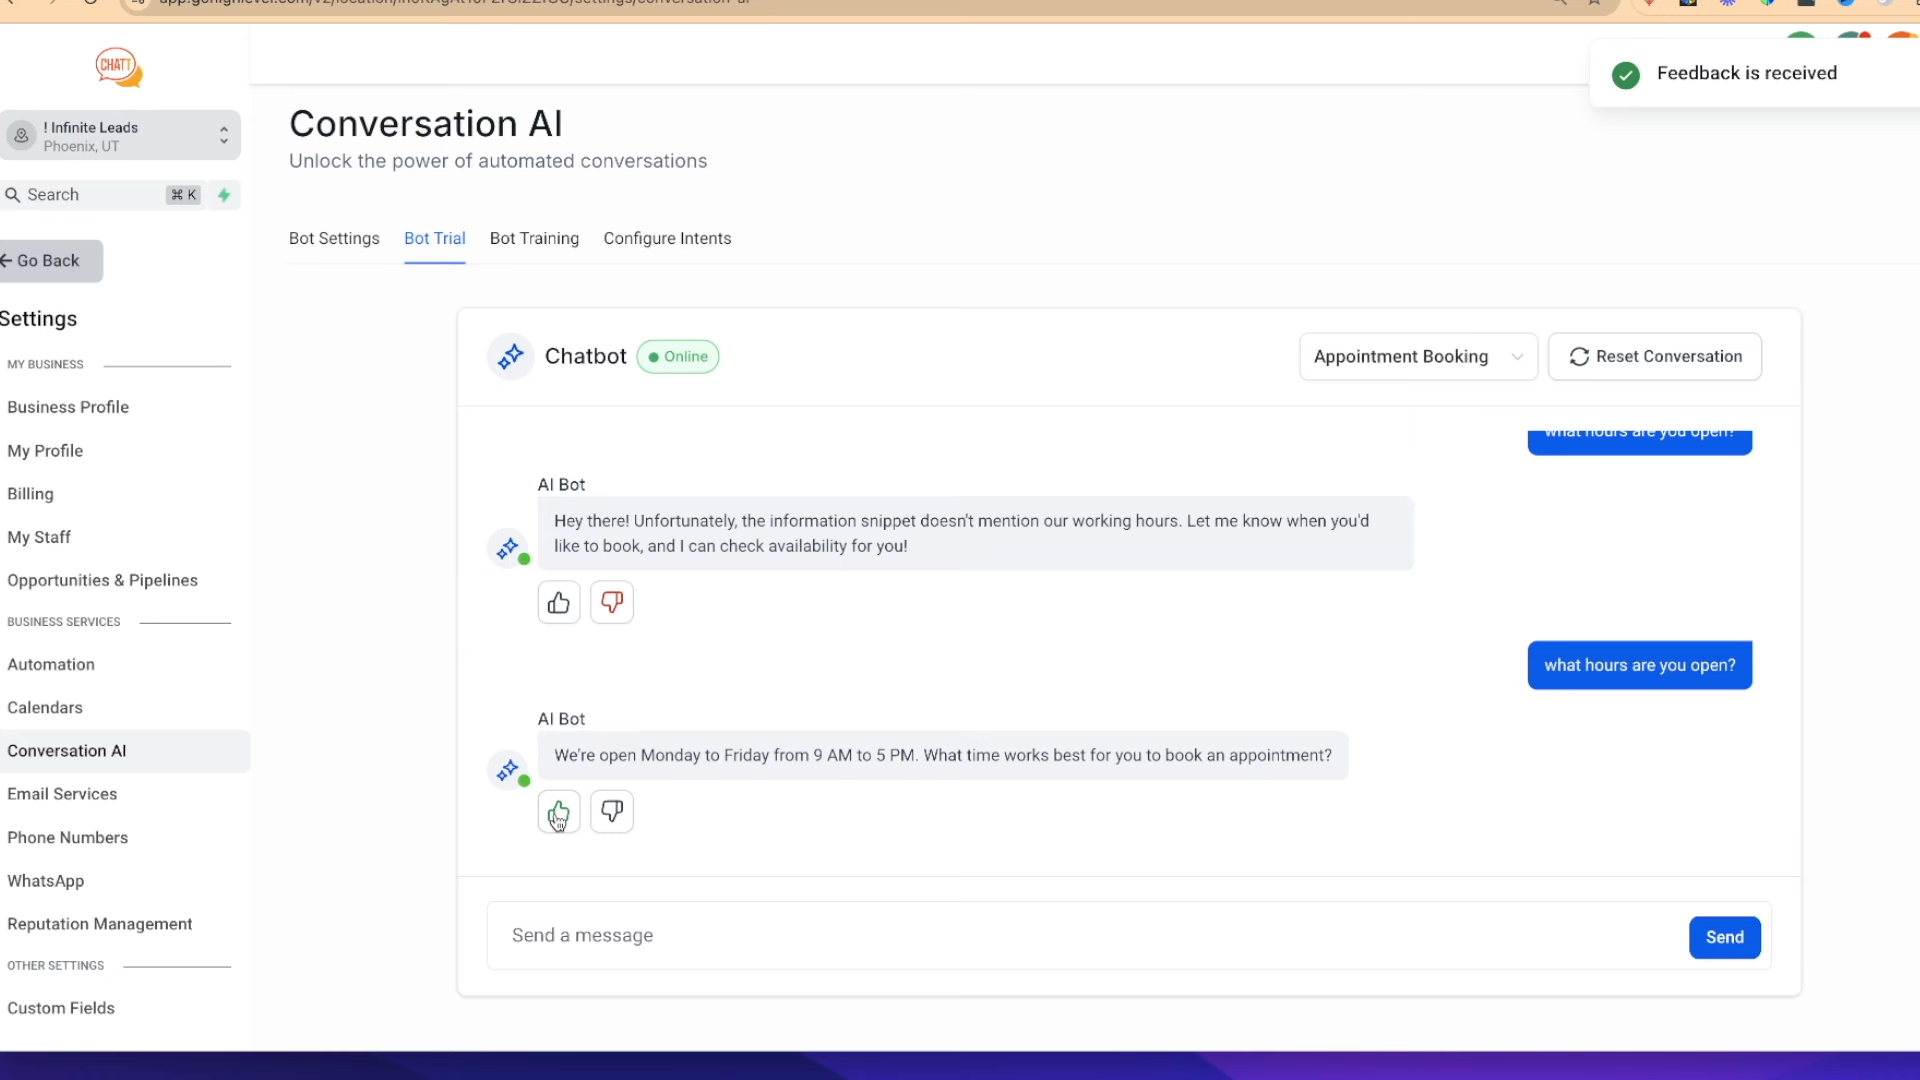 CHATT
Feedback is received
! Infinite Leads
Phoenix, UT
Search
⌘ K
Go Back
Settings
MY BUSINESS
Business Profile
My Profile
Billing
My Staff
Opportunities & Pipelines
BUSINESS SERVICES
Automation
Calendars
Conversation AI
Email Services
Phone Numbers
WhatsApp
Reputation Management
OTHER SETTINGS
Custom Fields
Conversation AI
Unlock the power of automated conversations
Bot Settings Bot Trial Bot Training Configure Intents
Chatbot Online
Appointment Booking Reset Conversation
what hours are you open?
AI Bot
Hey there! Unfortunately, the information snippet doesn't mention our working hours. Let me know when you'd
like to book, and I can check availability for you!
what hours are you open?
AI Bot
We're open Monday to Friday from 9 AM to 5 PM. What time works best for you to book an appointment?
Send a message
Send